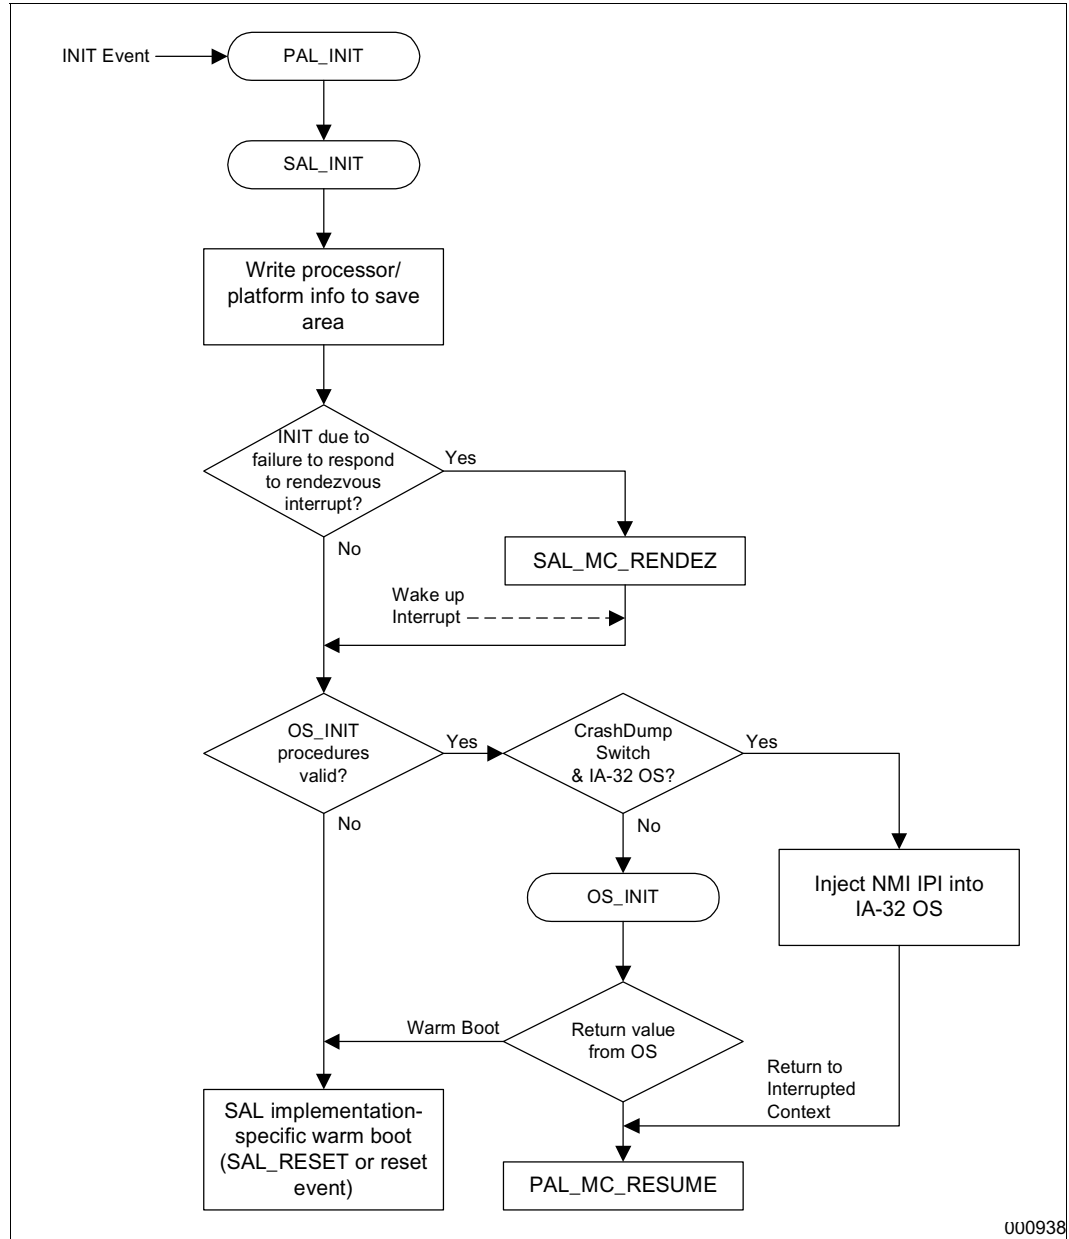 INIT Event
PAL_INIT
SAL_INIT
Write processor/
platform info to save
area
INIT due to
failure to respond
to rendezvous
interrupt?
Yes
No
SAL_MC_RENDEZ
Wake up
Interrupt
OS_INIT
procedures
valid?
Yes
CrashDump
Switch
& IA-32 OS?
Yes
No
No
OS_INIT
Inject NMI IPI into
IA-32 OS
Warm Boot
Return value
from OS
Return to
Interrupted
Context
SAL implementation-
specific warm boot
(SAL_RESET or reset
event)
PAL_MC_RESUME
000938